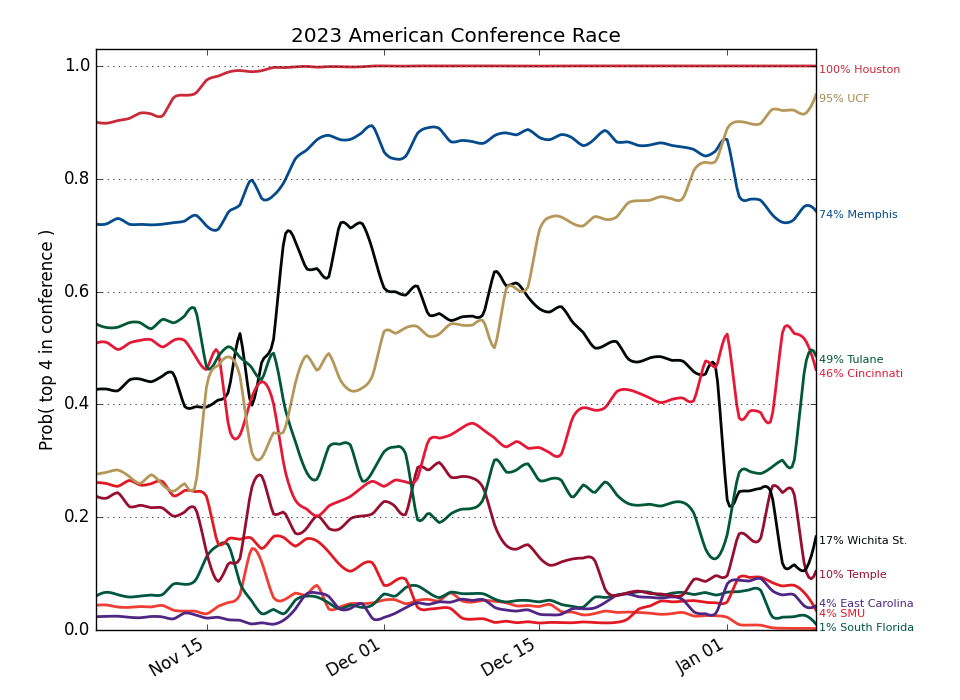 2023 American Conference Race
Prob( top 4 in conference )
1.0
0.8
0.6
0.4
0.2
0.0
Nov 15
Dec 01
Dec 15
Jan 01
100% Houston
95% UCF
74% Memphis
49% Tulane
46% Cincinnati
17% Wichita St.
10% Temple
4% East Carolina
4% SMU
1% South Florida